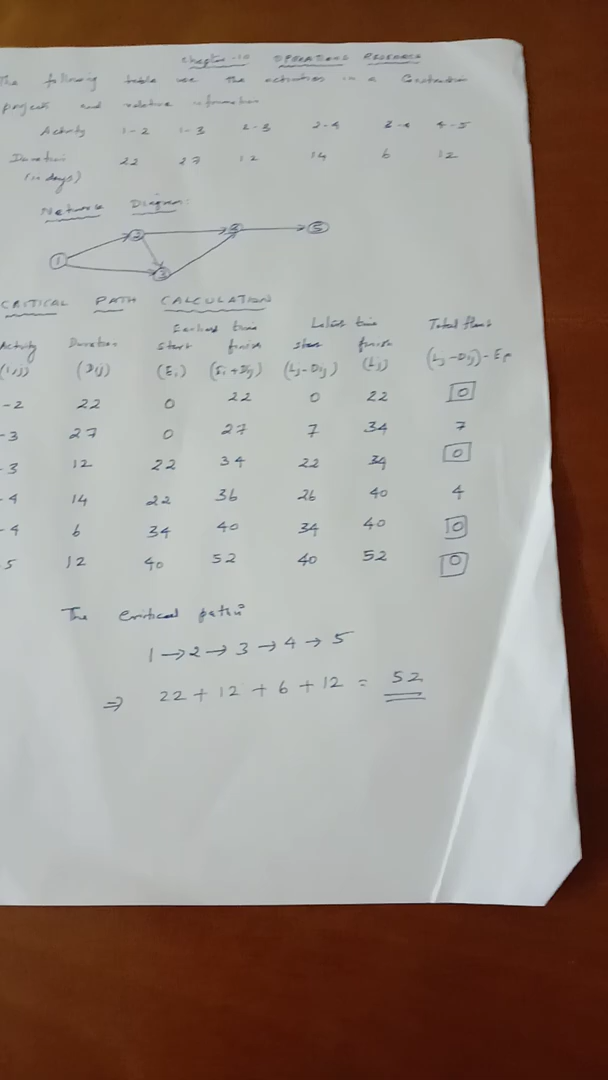 Chapter-10 OPERATIONS RESEARCH
The following table use the activities in a Construction
project and relative information
Activity 1-2 1-3 2-3 2-4 3-4 4-5
Duration 22 27 12 14 6 12
(in days)
Network Diagram:
2 4 5
1
3
CRITICAL PATH CALCULATION
Earliest time Latest time Total float
Activity Duration start finish start finish
(i,j) (Dij) (Ei) (Ei + Dij) (Lj-Dij) (Lj) (Lj-Dij)-Ei
-2 22 0 22 0 22 0
-3 27 0 27 7 34 7
-3 12 22 34 22 34 0
-4 14 22 36 26 40 4
-4 6 34 40 34 40 0
5 12 40 52 40 52 0
The critical path is
1 → 2 → 3 → 4 → 5
⇒ 22 + 12 + 6 + 12 = 52